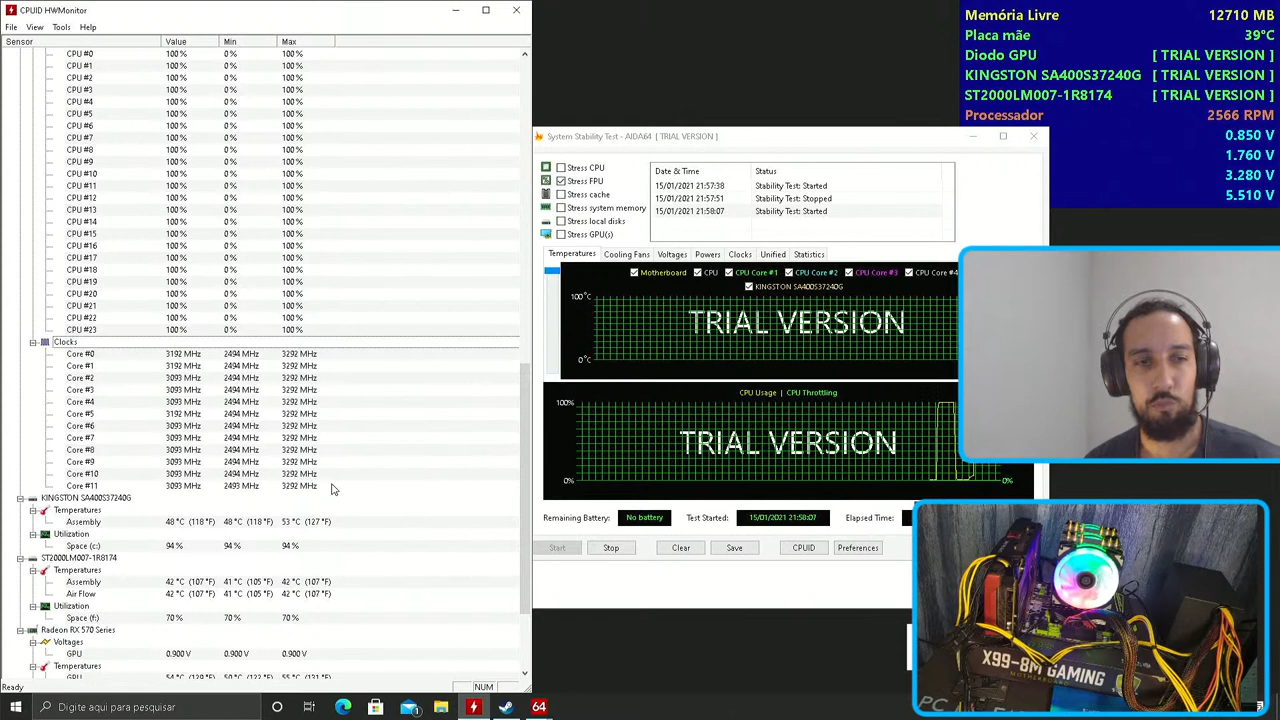 CPUID HWMonitor
File View Tools Help
Sensor Value Min Max
CPU #0 100 % 0 % 100 %
CPU #1 100 % 0 % 100 %
CPU #2 100 % 0 % 100 %
CPU #3 100 % 0 % 100 %
CPU #4 100 % 0 % 100 %
CPU #5 100 % 0 % 100 %
CPU #6 100 % 0 % 100 %
CPU #7 100 % 0 % 100 %
CPU #8 100 % 0 % 100 %
CPU #9 100 % 0 % 100 %
CPU #10 100 % 0 % 100 %
CPU #11 100 % 0 % 100 %
CPU #12 100 % 0 % 100 %
CPU #13 100 % 0 % 100 %
CPU #14 100 % 0 % 100 %
CPU #15 100 % 0 % 100 %
CPU #16 100 % 0 % 100 %
CPU #17 100 % 0 % 100 %
CPU #18 100 % 0 % 100 %
CPU #19 100 % 0 % 100 %
CPU #20 100 % 0 % 100 %
CPU #21 100 % 0 % 100 %
CPU #22 100 % 0 % 100 %
CPU #23 100 % 0 % 100 %
Clocks
Core #0 3192 MHz 2494 MHz 3292 MHz
Core #1 3192 MHz 2494 MHz 3292 MHz
Core #2 3093 MHz 2494 MHz 3292 MHz
Core #3 3093 MHz 2494 MHz 3292 MHz
Core #4 3093 MHz 2494 MHz 3292 MHz
Core #5 3192 MHz 2494 MHz 3292 MHz
Core #6 3093 MHz 2494 MHz 3292 MHz
Core #7 3093 MHz 2494 MHz 3292 MHz
Core #8 3093 MHz 2494 MHz 3292 MHz
Core #9 3093 MHz 2494 MHz 3292 MHz
Core #10 3093 MHz 2494 MHz 3292 MHz
Core #11 3093 MHz 2493 MHz 3292 MHz
KINGSTON SA400S37240G
Temperatures
Assembly 48 °C (118 °F) 48 °C (118 °F) 53 °C (127 °F)
Utilization
Space (c:) 94 % 94 % 94 %
ST2000LM007-1R8174
Temperatures
Assembly 42 °C (107 °F) 41 °C (105 °F) 42 °C (107 °F)
Air Flow 42 °C (107 °F) 42 °C (107 °F) 42 °C (107 °F)
Utilization
Space (f:) 70 % 70 % 70 %
Radeon RX 570 Series
Voltages
GPU 0.900 V 0.900 V 0.900 V
Temperatures
Ready NUM
Memória Livre 12710 MB
Placa mãe 39°C
Diodo GPU [ TRIAL VERSION ]
KINGSTON SA400S37240G [ TRIAL VERSION ]
ST2000LM007-1R8174 [ TRIAL VERSION ]
Processador 2566 RPM
0.850 V
1.760 V
3.280 V
5.510 V
System Stability Test - AIDA64 [ TRIAL VERSION ]
Stress CPU
Stress FPU
Stress cache
Stress system memory
Stress local disks
Stress GPU(s)
Date & Time Status
15/01/2021 21:57:38 Stability Test: Started
15/01/2021 21:57:51 Stability Test: Stopped
15/01/2021 21:58:07 Stability Test: Started
Temperatures Cooling Fans Voltages Powers Clocks Unified Statistics
Motherboard CPU CPU Core #1 CPU Core #2 CPU Core #3 CPU Core #4
KINGSTON SA400S37240G
100°C
TRIAL VERSION
0°C
CPU Usage | CPU Throttling
100%
TRIAL VERSION
0% 0%
Remaining Battery: No battery Test Started: 15/01/2021 21:58:07 Elapsed Time:
Start Stop Clear Save CPUID Preferences
X99-8M GAMING
MOTHERBOARD
PC
Digite aqui para pesquisar
64